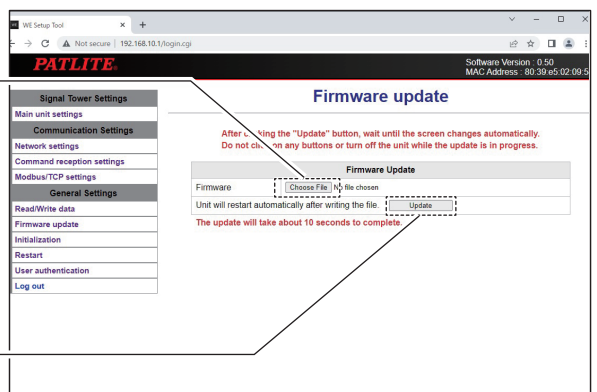 WE Setup Tool
Not secure 192.168.10.1/login.cgi
PATLITE
Software Version : 0.50
MAC Address : 80:39:e5:02:09:5
Signal Tower Settings
Main unit settings
Communication Settings
Network settings
Command reception settings
Modbus/TCP settings
General Settings
Read/Write data
Firmware update
Initialization
Restart
User authentication
Log out
Firmware update
After the "Update" button, wait until the screen changes automatically.
Do not on any buttons or turn off the unit while the update is in progress.
Firmware Update
Firmware Choose File No file chosen
Unit will restart automatically after writing the file. Update
The update will take about 10 seconds to complete.